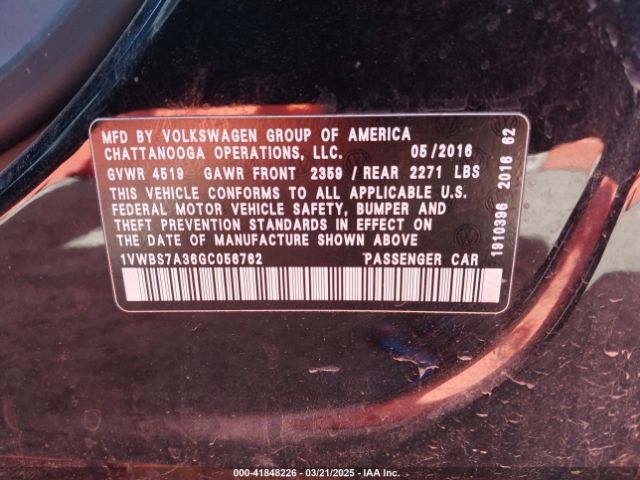 MFD BY VOLKSWAGEN GROUP OF AMERICA
CHATTANOOGA OPERATIONS, LLC. 05/2016
GVWR 4519 GAWR FRONT 2359 / REAR 2271 LBS
THIS VEHICLE CONFORMS TO ALL APPLICABLE U.S.
FEDERAL MOTOR VEHICLE SAFETY, BUMPER AND
THEFT PREVENTION STANDARDS IN EFFECT ON THE
DATE OF MANUFACTURE SHOWN ABOVE
1VWBS7A36GC056762 PASSENGER CAR
1910396 2016 62
000-41848226 - 03/21/2025 - IAA Inc.